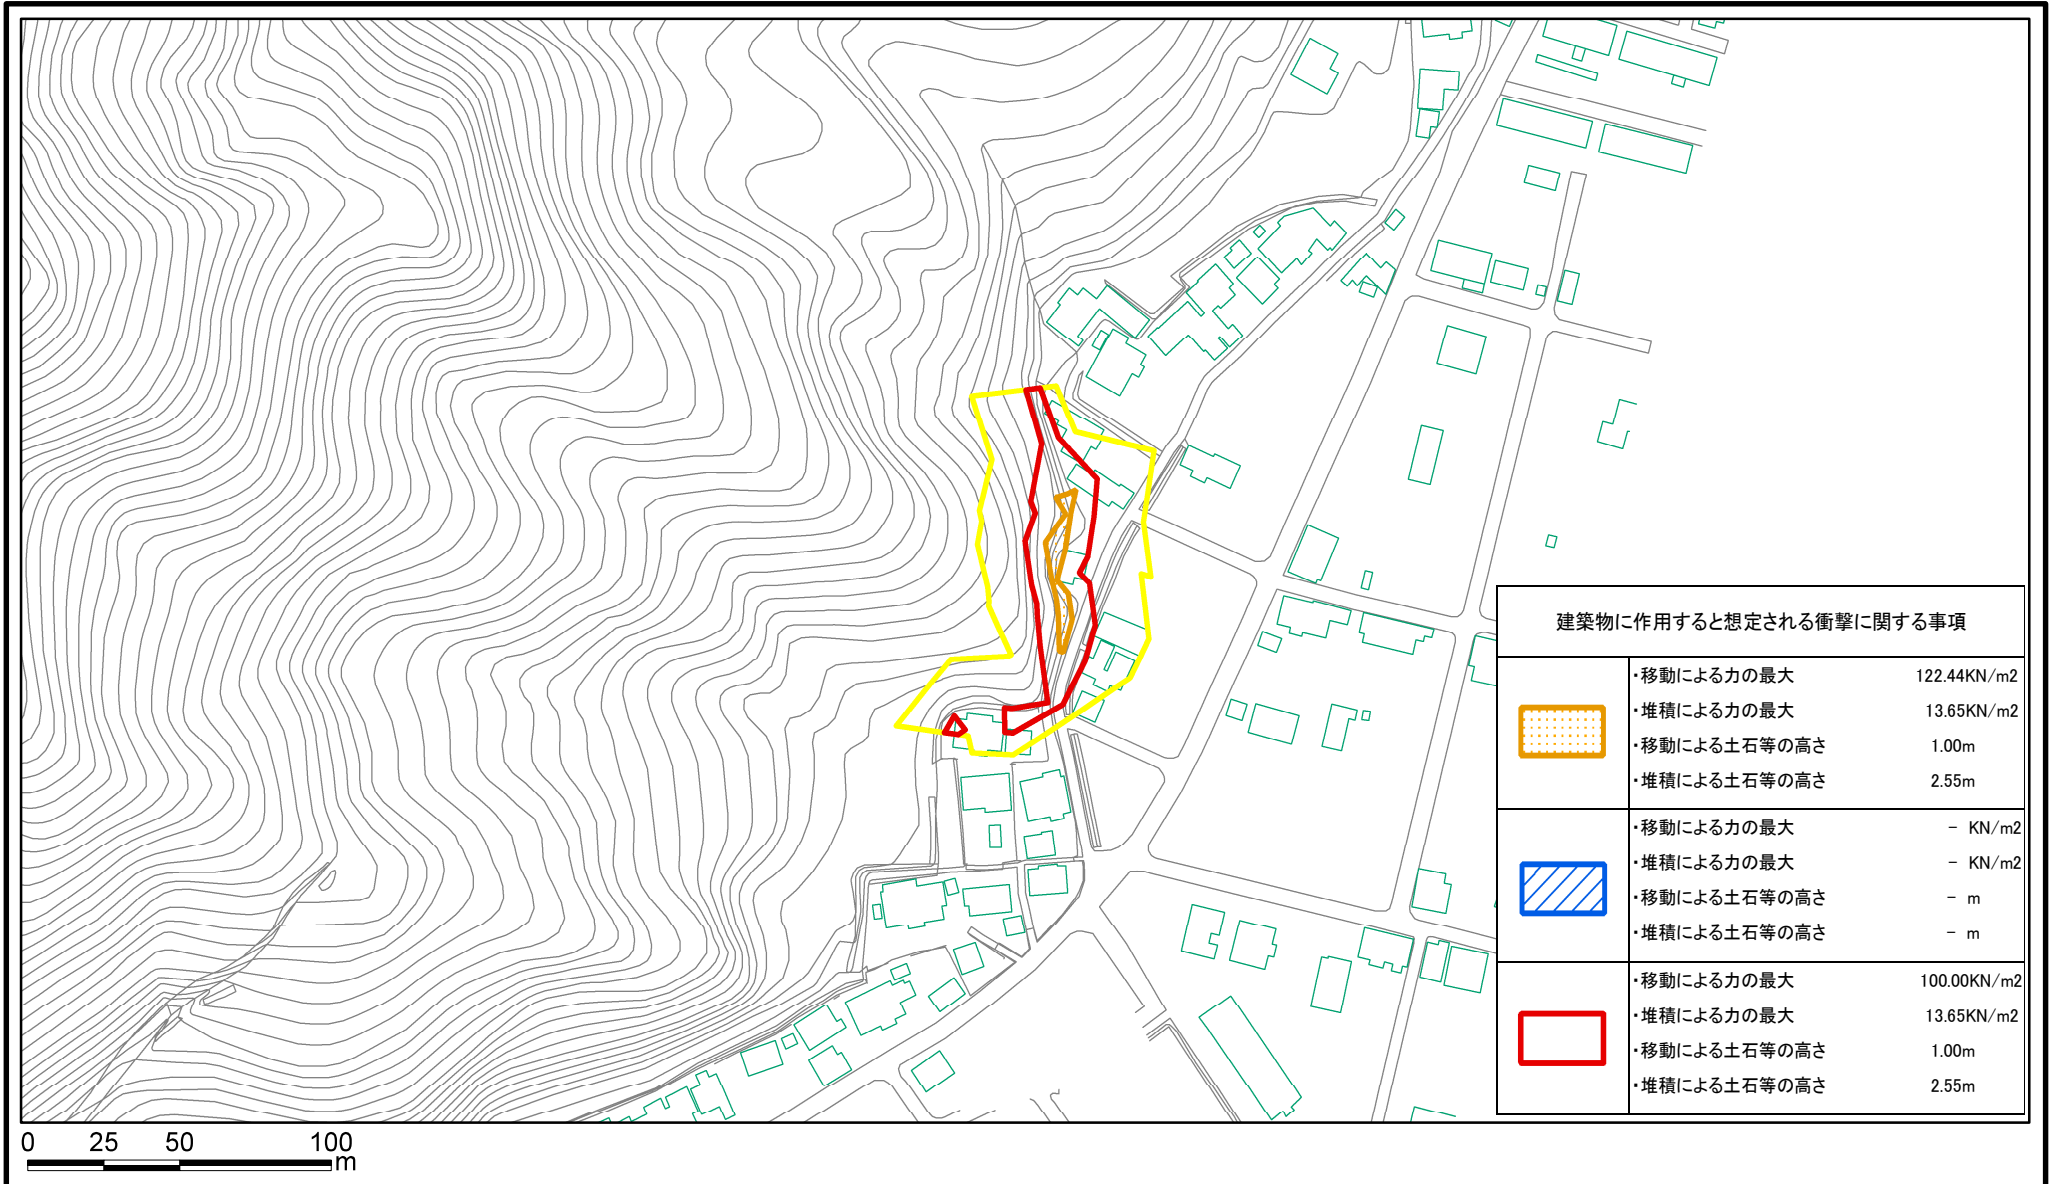 建築物に作用すると想定される衝撃に関する事項
・移動による力の最大 122.44KN/m2
・堆積による力の最大 13.65KN/m2
・移動による土石等の高さ 1.00m
・堆積による土石等の高さ 2.55m
・移動による力の最大 - KN/m2
・堆積による力の最大 - KN/m2
・移動による土石等の高さ - m
・堆積による土石等の高さ - m
・移動による力の最大 100.00KN/m2
・堆積による力の最大 13.65KN/m2
・移動による土石等の高さ 1.00m
・堆積による土石等の高さ 2.55m
0 25 50 100
m